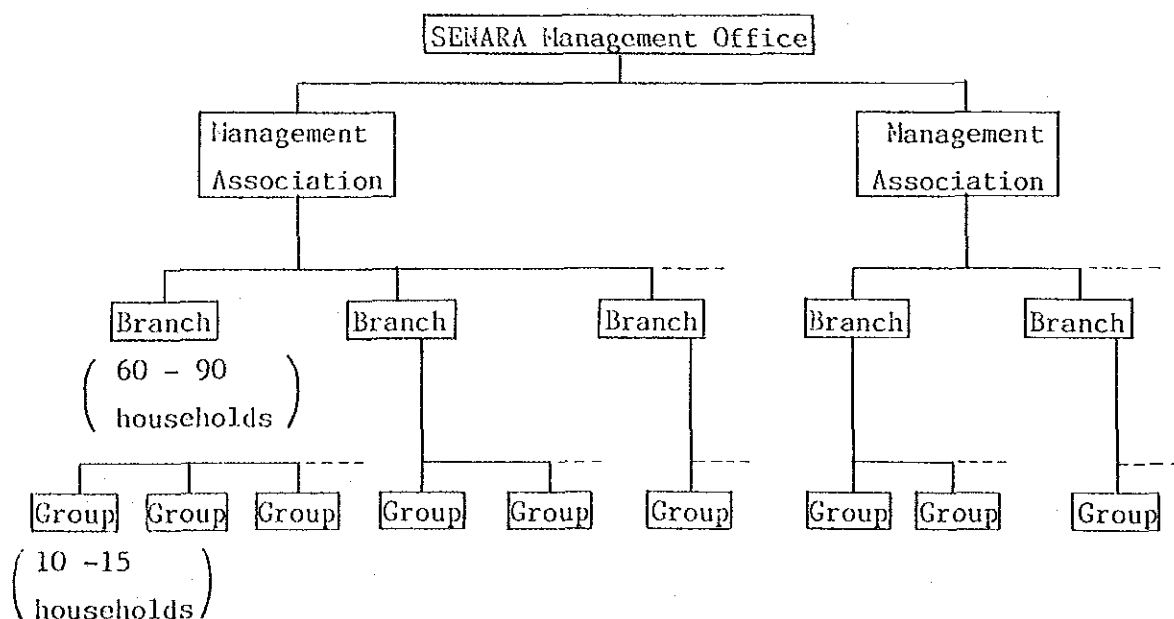 SENARA Management Office
Management
Association
Management
Association
Branch
Branch
Branch
Branch
Branch
( 60 - 90
households )
Group
Group
Group
Group
Group
Group
Group
Group
Group
( 10 -15
households )